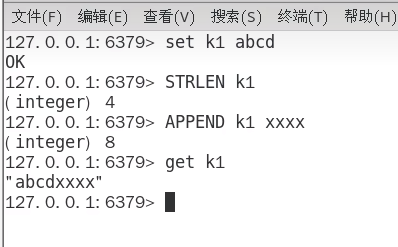 文件(F) 编辑(E) 查看(V) 搜索(S) 终端(T) 帮助(H)
127.0.0.1:6379> set k1 abcd
OK
127.0.0.1:6379> STRLEN k1
(integer) 4
127.0.0.1:6379> APPEND k1 xxxx
(integer) 8
127.0.0.1:6379> get k1
"abcdxxxx"
127.0.0.1:6379>